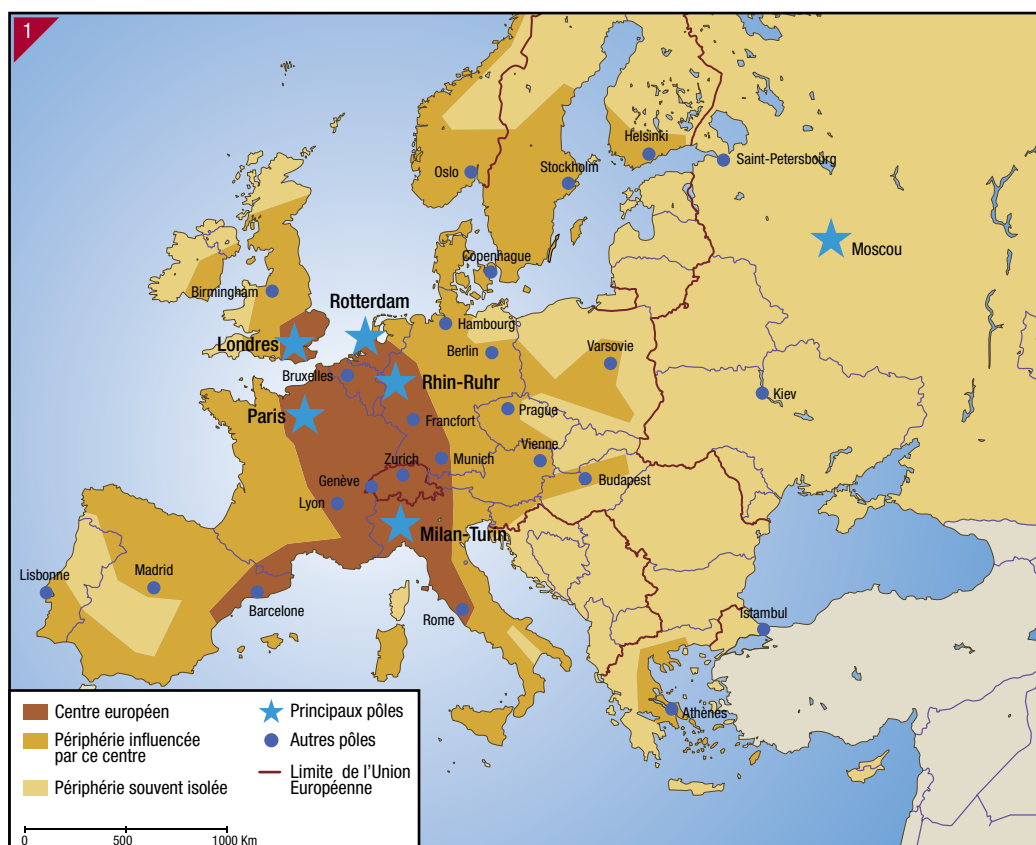 1
Helsinki
Saint-Petersbourg
Oslo
Stockholm
Moscou
Copenhague
Birmingham
Rotterdam
Hambourg
Londres
Berlin
Varsovie
Bruxelles
Rhin-Ruhr
Kiev
Paris
Prague
Francfort
Vienne
Zurich
Munich
Genève
Budapest
Lyon
Milan-Turin
Lisbonne
Madrid
Barcelone
Rome
Istambul
Athènes
Centre européen
Périphérie influencée
par ce centre
Périphérie souvent isolée
Principaux pôles
Autres pôles
Limite de l'Union
Européenne
0 500 1000 Km